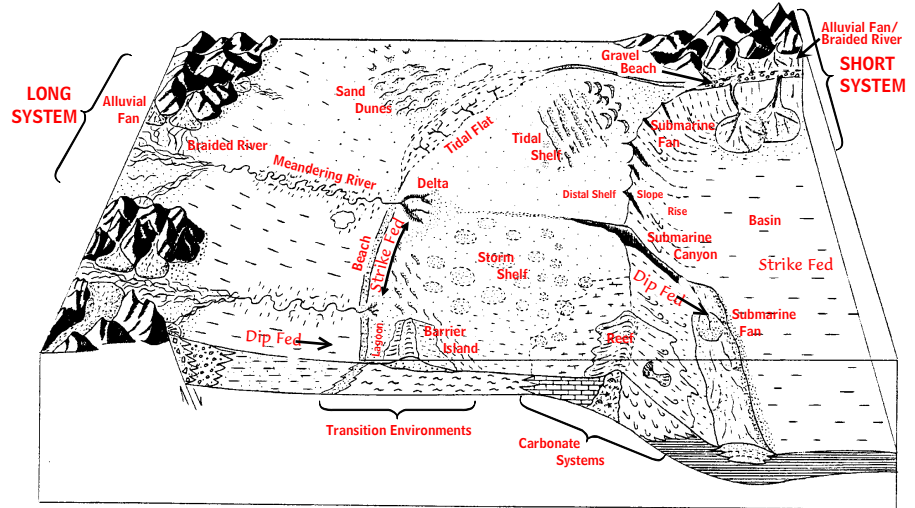 Alluvial Fan/
Braided River
Gravel
Beach
SHORT
SYSTEM
LONG
SYSTEM
Alluvial
Fan
Sand
Dunes
Tidal Flat
Tidal
Shelf
Submarine
Fan
Braided River
Meandering River
Delta
Distal Shelf
Slope
Rise
Basin
Beach
Strike Fed
Storm
Shelf
Submarine
Canyon
Strike Fed
Dip Fed
Submarine
Fan
Dip Fed
Lagoon
Barrier
Island
Reef
Transition Environments
Carbonate
Systems